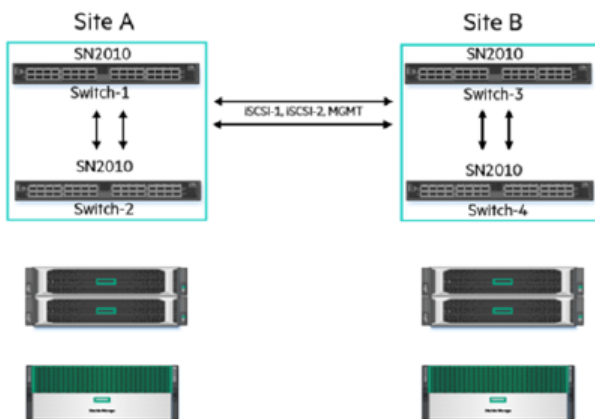 Site A
Site B
SN2010
Switch-1
SN2010
Switch-2
iSCSI-1, iSCSI-2, MGMT
SN2010
Switch-3
SN2010
Switch-4